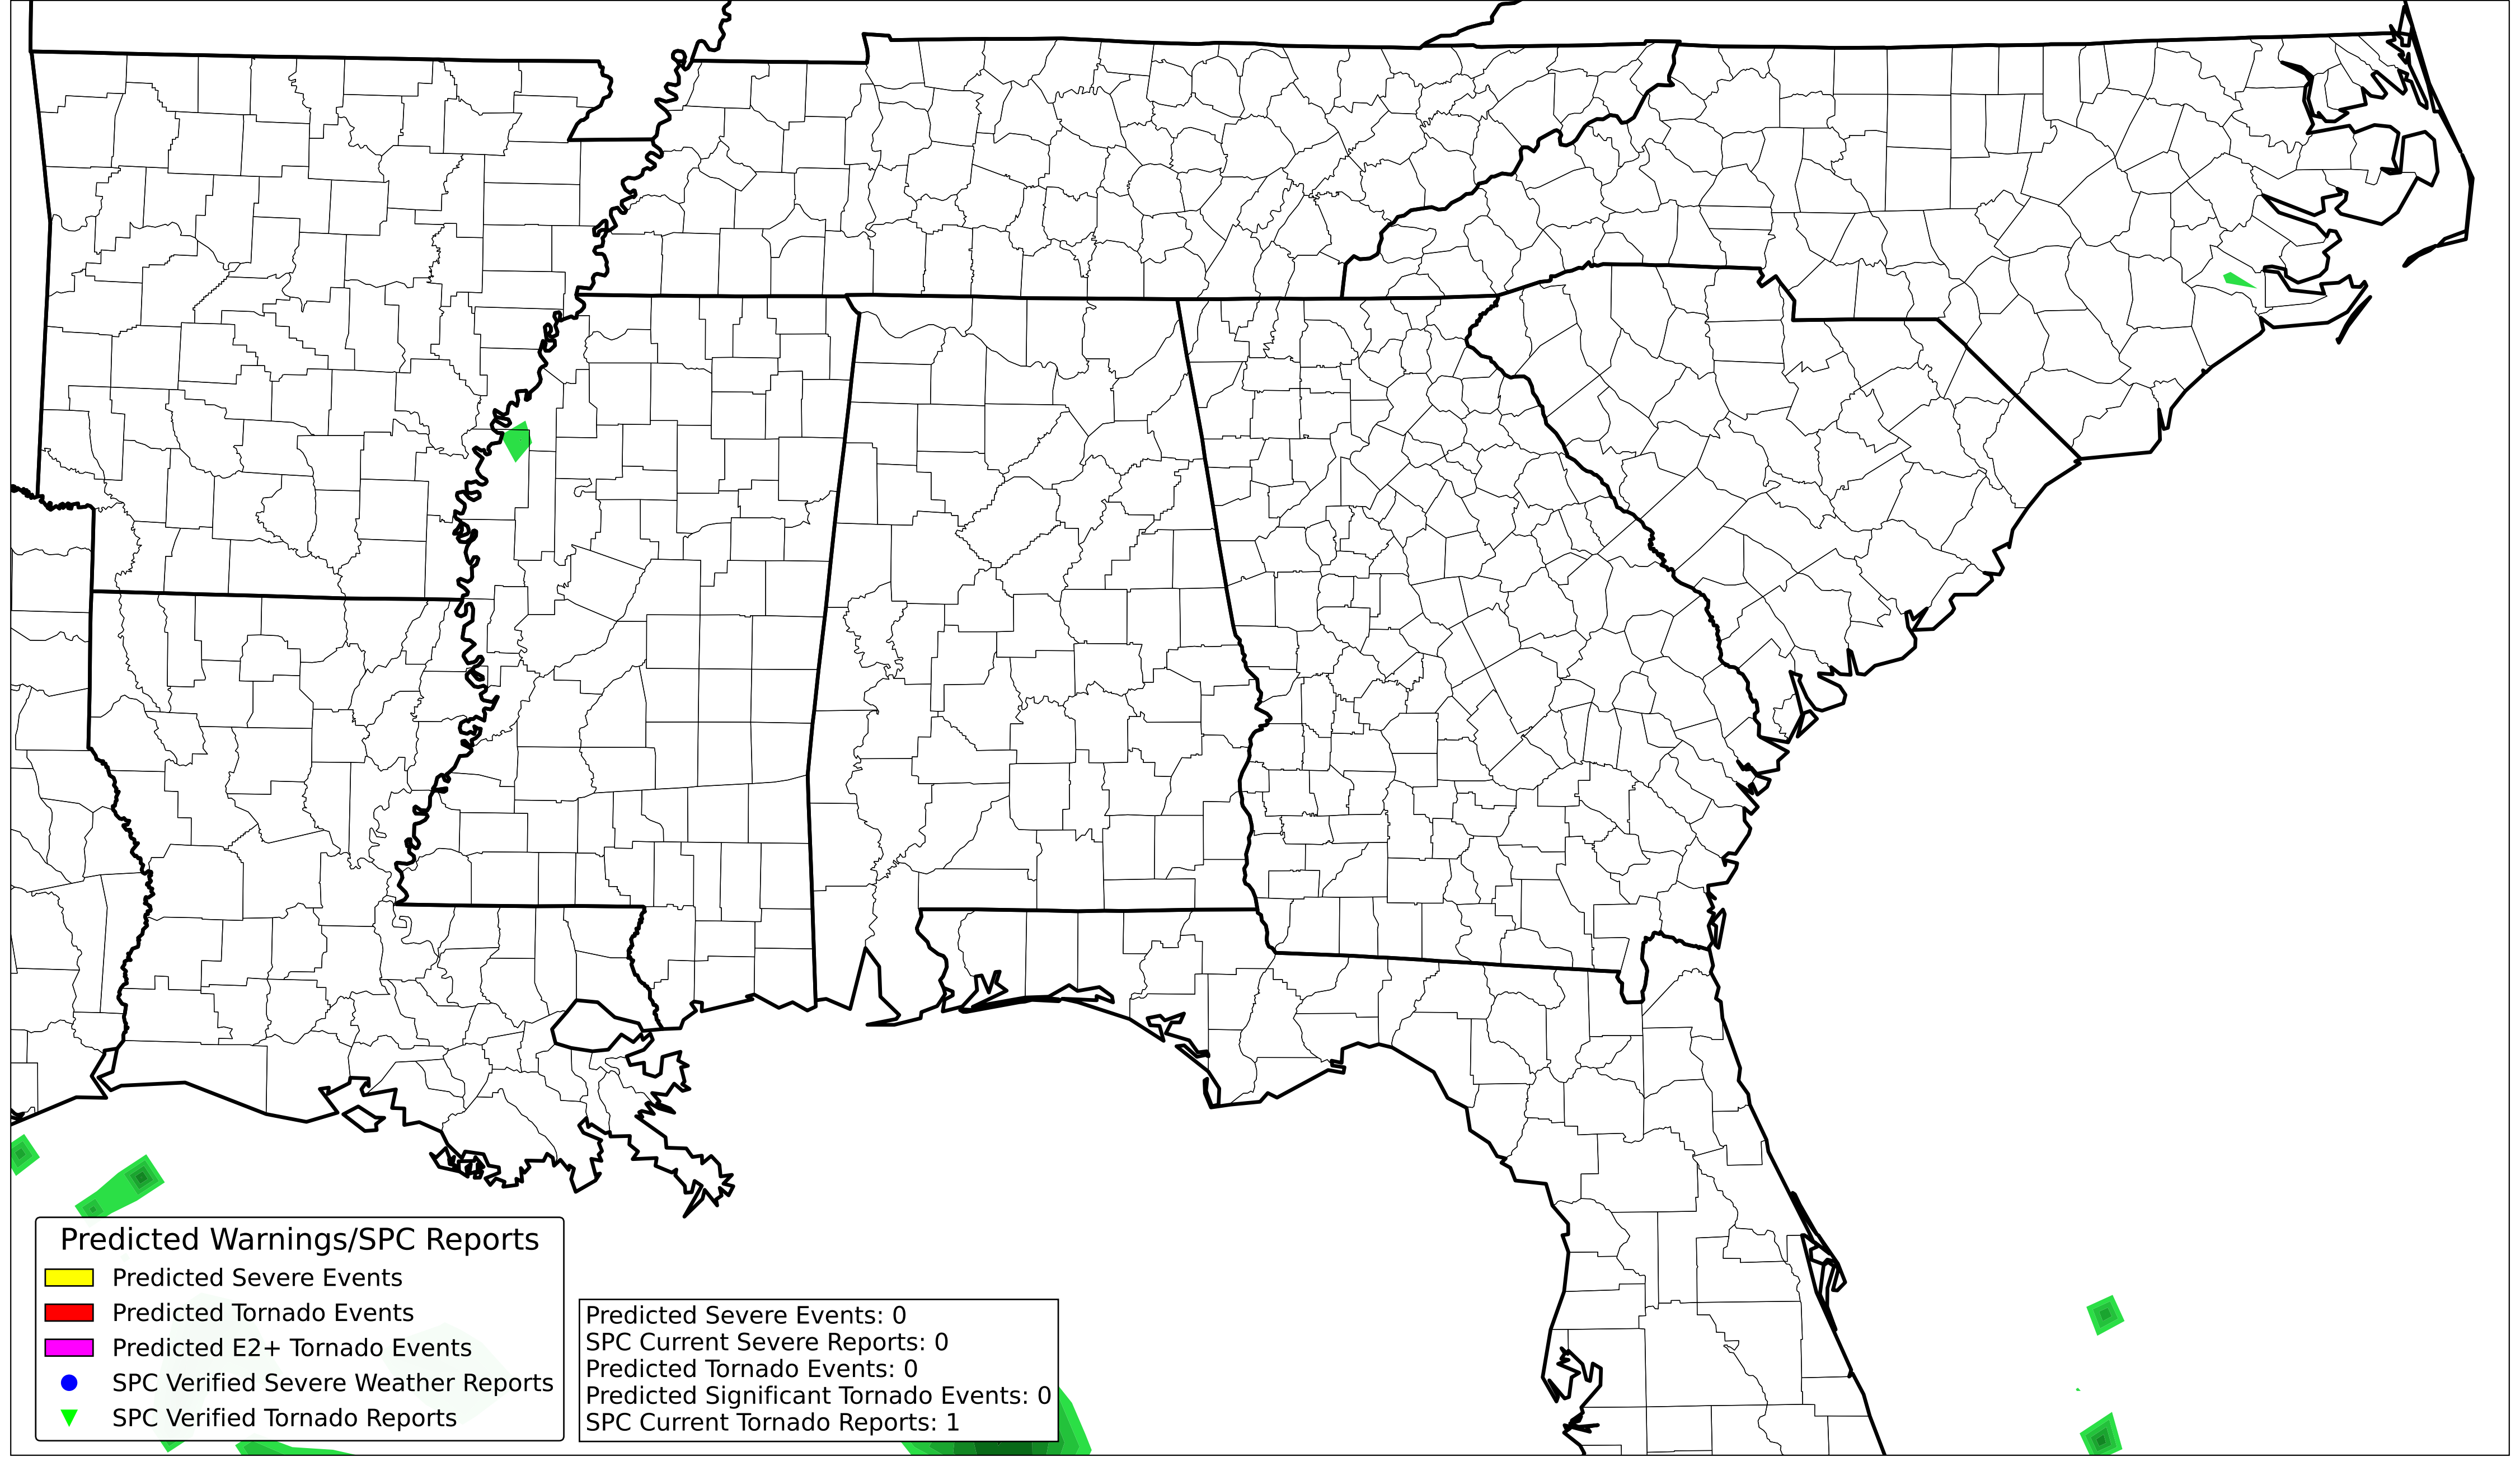 Predicted Warnings/SPC Reports
Predicted Severe Events
Predicted Tornado Events
Predicted E2+ Tornado Events
SPC Verified Severe Weather Reports
SPC Verified Tornado Reports
Predicted Severe Events: 0
SPC Current Severe Reports: 0
Predicted Tornado Events: 0
Predicted Significant Tornado Events: 0
SPC Current Tornado Reports: 1